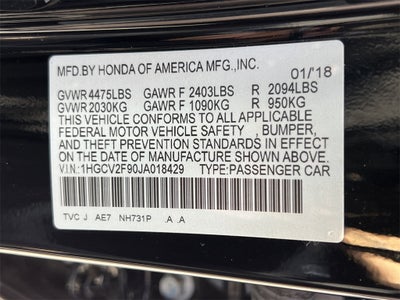 MFD.BY HONDA OF AMERICA MFG.,INC. 01/'18
GVWR 4475LBS GAWR F 2403LBS R 2094LBS
GVWR 2030KG GAWR F 1090KG R 950KG
THIS VEHICLE CONFORMS TO ALL APPLICABLE
FEDERAL MOTOR VEHICLE SAFETY , BUMPER,
AND THEFT PREVENTION STANDARDS IN EFFECT
ON THE DATE OF MANUFACTURE SHOWN ABOVE.
V.I.N.:1HGCV2F90JA018429 TYPE:PASSENGER CAR
TVC J AE7 NH731P .A .A